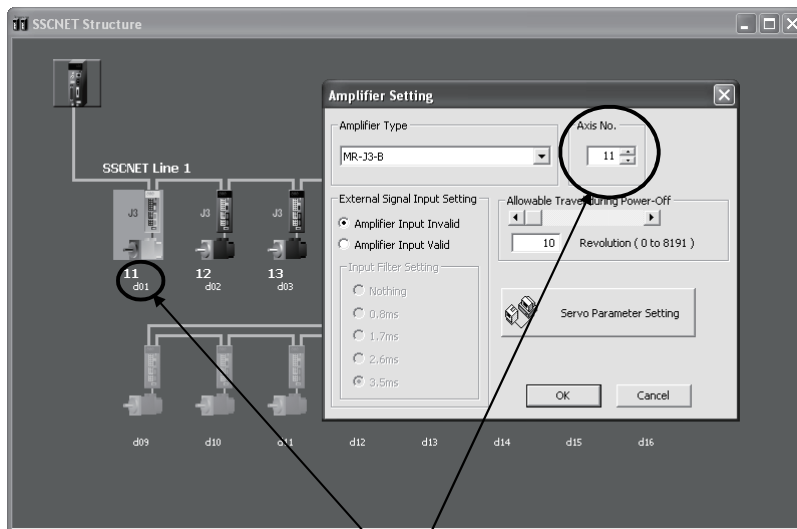 SSCNET Structure
SSCNET Line 1
J3
J3
J3
11
12
13
d01
d02
d03
d09
d10
d11
d12
d13
d14
d15
d16
Amplifier Setting
Amplifier Type
MR-J3-B
Axis No.
11
External Signal Input Setting
Amplifier Input Invalid
Amplifier Input Valid
Input Filter Setting
Nothing
0.8ms
1.7ms
2.6ms
3.5ms
Allowable Travel during Power-Off
10
Revolution ( 0 to 8191 )
Servo Parameter Setting
OK
Cancel